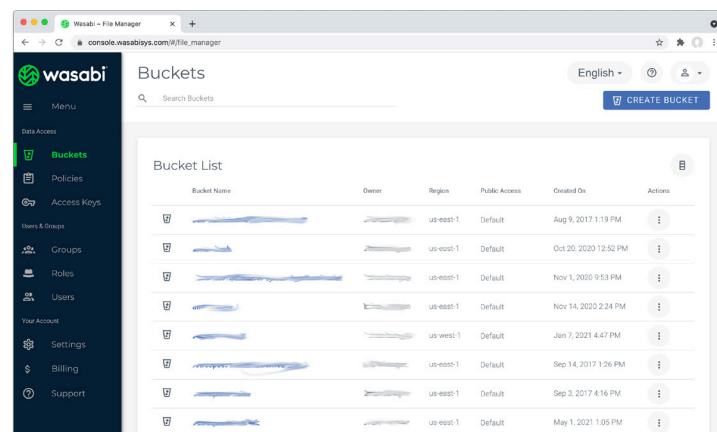 Wasabi – File Manager
console.wasabisys.com/#/file_manager
wasabi
Menu
Data Access
Buckets
Policies
Access Keys
Users & Groups
Groups
Roles
Users
Your Account
Settings
Billing
Support
Buckets
English
Search Buckets
CREATE BUCKET
Bucket List
Bucket Name Owner Region Public Access Created On Actions
us-east-1 Default Aug 9, 2017 1:19 PM
us-east-1 Default Oct 20, 2020 12:52 PM
us-east-1 Default Nov 1, 2020 9:53 PM
us-east-1 Default Nov 14, 2020 2:24 PM
us-west-1 Default Jan 7, 2021 4:47 PM
us-east-1 Default Sep 14, 2017 1:26 PM
us-east-1 Default Sep 3, 2017 4:16 PM
us-east-1 Default May 1, 2021 1:05 PM